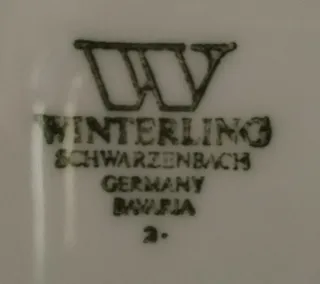 W
WINTERLING
SCHWARZENBACH
GERMANY
BAVARIA
2.